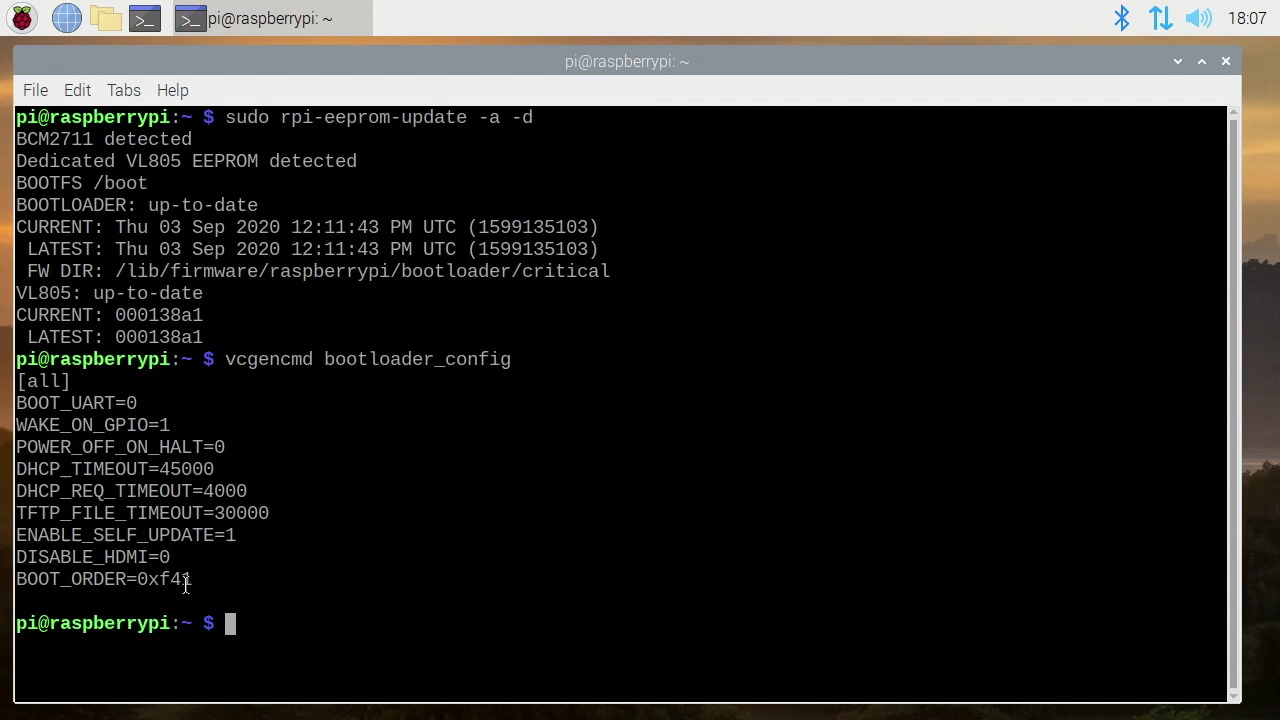 pi@raspberrypi: ~
18:07
pi@raspberrypi: ~
File Edit Tabs Help
pi@raspberrypi:~ $ sudo rpi-eeprom-update -a -d
BCM2711 detected
Dedicated VL805 EEPROM detected
BOOTFS /boot
BOOTLOADER: up-to-date
CURRENT: Thu 03 Sep 2020 12:11:43 PM UTC (1599135103)
 LATEST: Thu 03 Sep 2020 12:11:43 PM UTC (1599135103)
 FW DIR: /lib/firmware/raspberrypi/bootloader/critical
VL805: up-to-date
CURRENT: 000138a1
 LATEST: 000138a1
pi@raspberrypi:~ $ vcgencmd bootloader_config
[all]
BOOT_UART=0
WAKE_ON_GPIO=1
POWER_OFF_ON_HALT=0
DHCP_TIMEOUT=45000
DHCP_REQ_TIMEOUT=4000
TFTP_FILE_TIMEOUT=30000
ENABLE_SELF_UPDATE=1
DISABLE_HDMI=0
BOOT_ORDER=0xf41
pi@raspberrypi:~ $